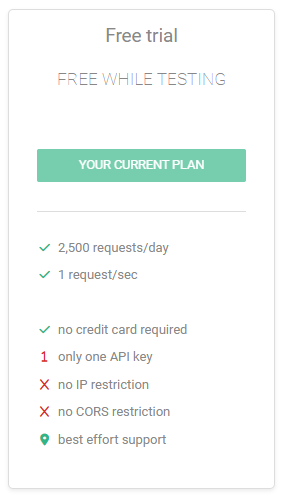 Free trial
FREE WHILE TESTING
YOUR CURRENT PLAN
2,500 requests/day
1 request/sec
no credit card required
1 only one API key
no IP restriction
no CORS restriction
best effort support